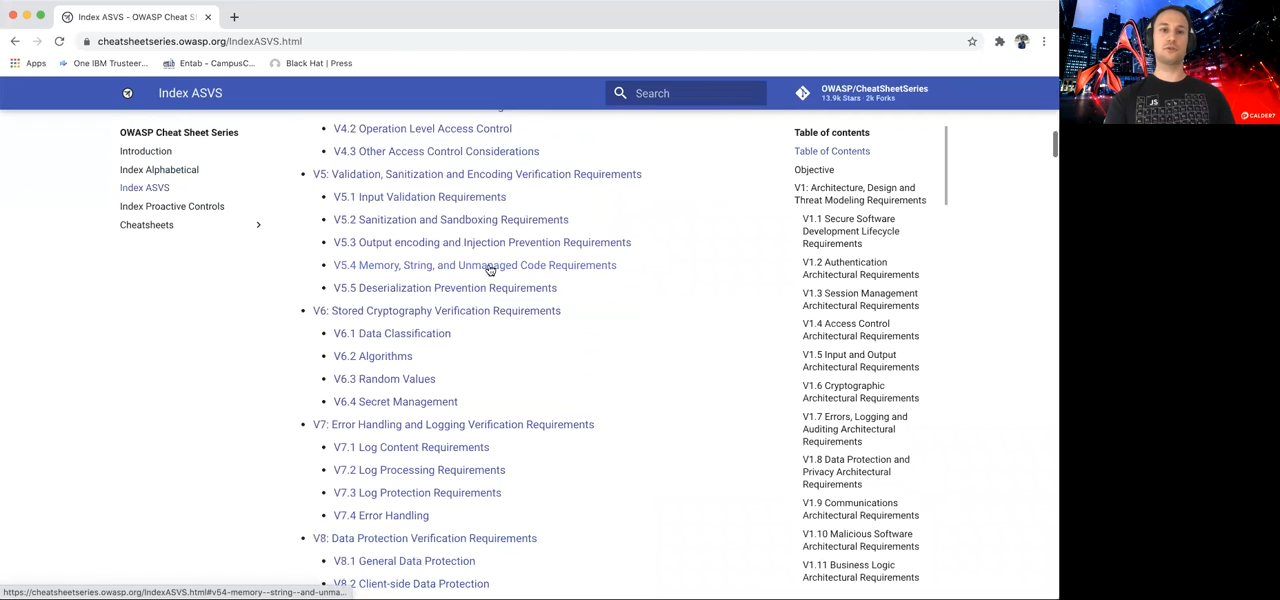 Index ASVS - OWASP Cheat S
cheatsheetseries.owasp.org/IndexASVS.html
Apps
One IBM Trusteer...
Entab - CampusC...
Black Hat | Press
Index ASVS
Search
OWASP/CheatSheetSeries
13.9k Stars · 2k Forks
OWASP Cheat Sheet Series
Introduction
Index Alphabetical
Index ASVS
Index Proactive Controls
Cheatsheets
V4.2 Operation Level Access Control
V4.3 Other Access Control Considerations
V5: Validation, Sanitization and Encoding Verification Requirements
V5.1 Input Validation Requirements
V5.2 Sanitization and Sandboxing Requirements
V5.3 Output encoding and Injection Prevention Requirements
V5.4 Memory, String, and Unmanaged Code Requirements
V5.5 Deserialization Prevention Requirements
V6: Stored Cryptography Verification Requirements
V6.1 Data Classification
V6.2 Algorithms
V6.3 Random Values
V6.4 Secret Management
V7: Error Handling and Logging Verification Requirements
V7.1 Log Content Requirements
V7.2 Log Processing Requirements
V7.3 Log Protection Requirements
V7.4 Error Handling
V8: Data Protection Verification Requirements
V8.1 General Data Protection
V8.2 Client-side Data Protection
Table of contents
Table of Contents
Objective
V1: Architecture, Design and
Threat Modeling Requirements
V1.1 Secure Software
Development Lifecycle
Requirements
V1.2 Authentication
Architectural Requirements
V1.3 Session Management
Architectural Requirements
V1.4 Access Control
Architectural Requirements
V1.5 Input and Output
Architectural Requirements
V1.6 Cryptographic
Architectural Requirements
V1.7 Errors, Logging and
Auditing Architectural
Requirements
V1.8 Data Protection and
Privacy Architectural
Requirements
V1.9 Communications
Architectural Requirements
V1.10 Malicious Software
Architectural Requirements
V1.11 Business Logic
Architectural Requirements
https://cheatsheetseries.owasp.org/IndexASVS.html#v54-memory--string--and-unma...
JS
CALDER7